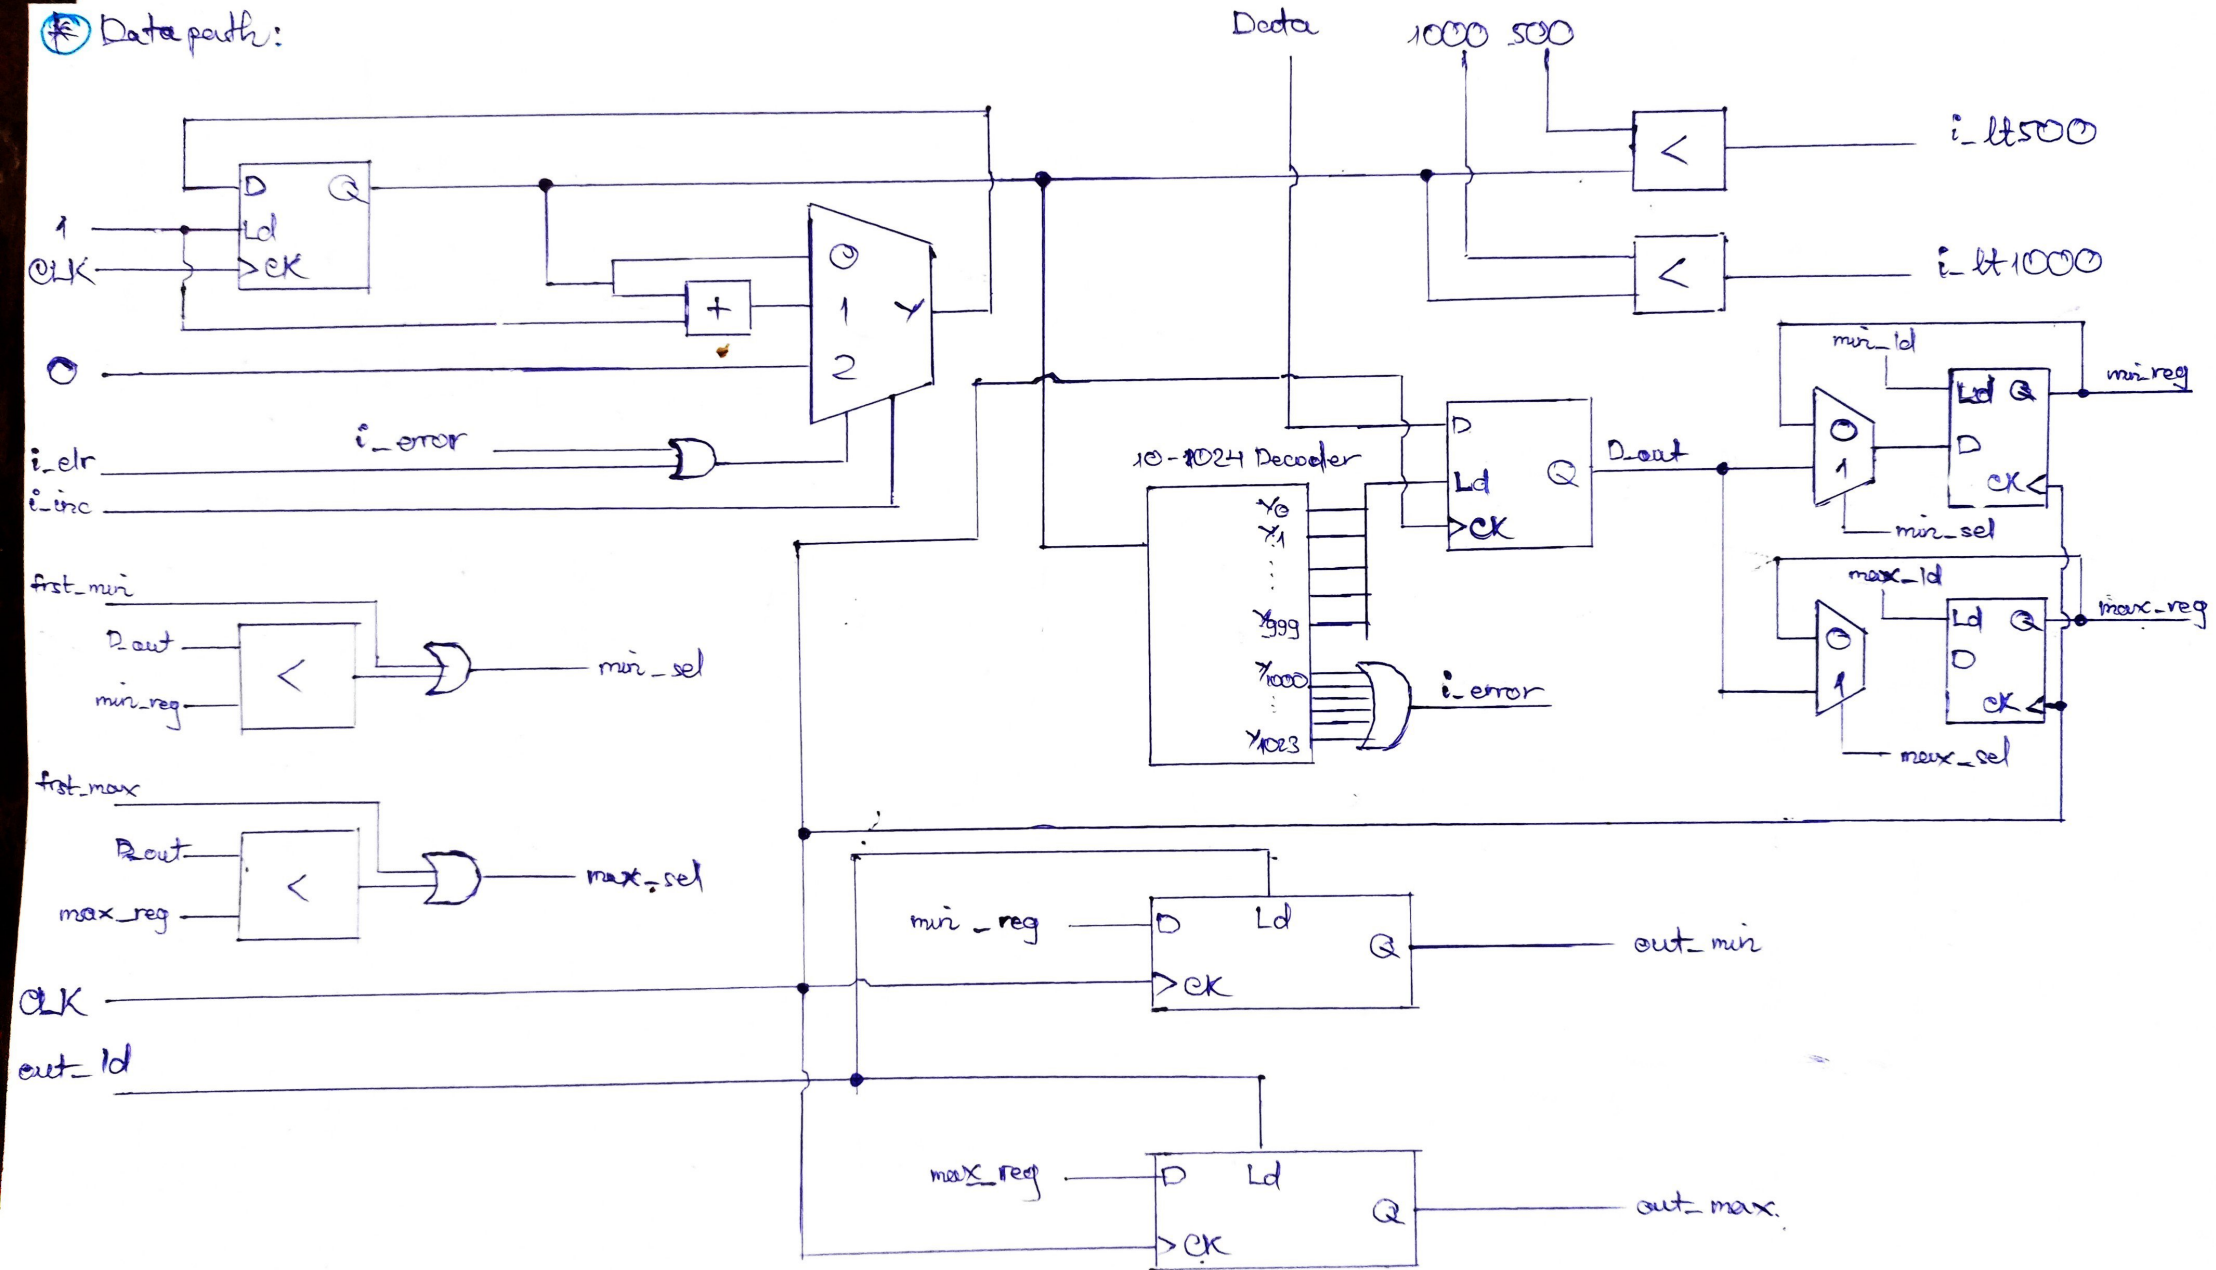 * Datapath:
Data
1000 500
D Q
Ld
CK
1
CLK
0
+
0
1 Y
2
i_error
i_clr
i_inc
<
i_lt500
<
i_lt1000
10-1024 Decoder
Y0
Y1
Y999
Y1000
Y1023
i_error
D
Ld Q
CK
D_out
min_ld
0
1
Ld Q
D
CK
min_reg
min_sel
max_ld
0
1
Ld Q
D
CK
max_reg
max_sel
frst_min
D_out
min_reg
<
min_sel
frst_max
D_out
max_reg
<
max_sel
CLK
out_ld
min_reg
D Ld
Q
CK
out_min
max_reg
D Ld
Q
CK
out_max.